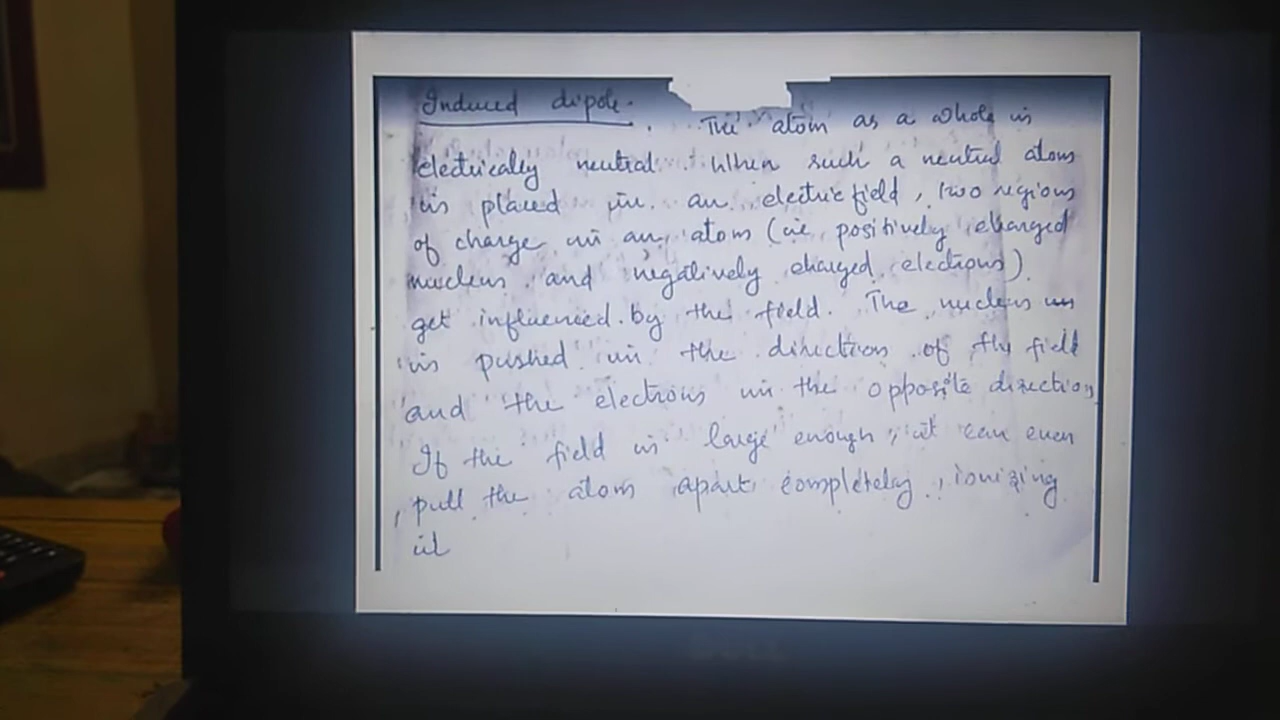 Induced dipole.
The atom as a whole is
electrically neutral. When such a neutral atom
is placed in an electric field, two regions
of charge in an atom (ie positively charged
nucleus and negatively charged electrons)
get influenced by the field. The nucleus
is pushed in the direction of the field
and the electrons in the opposite direction
If the field is large enough, it can even
pull the atom apart completely, ionizing
it
DELL